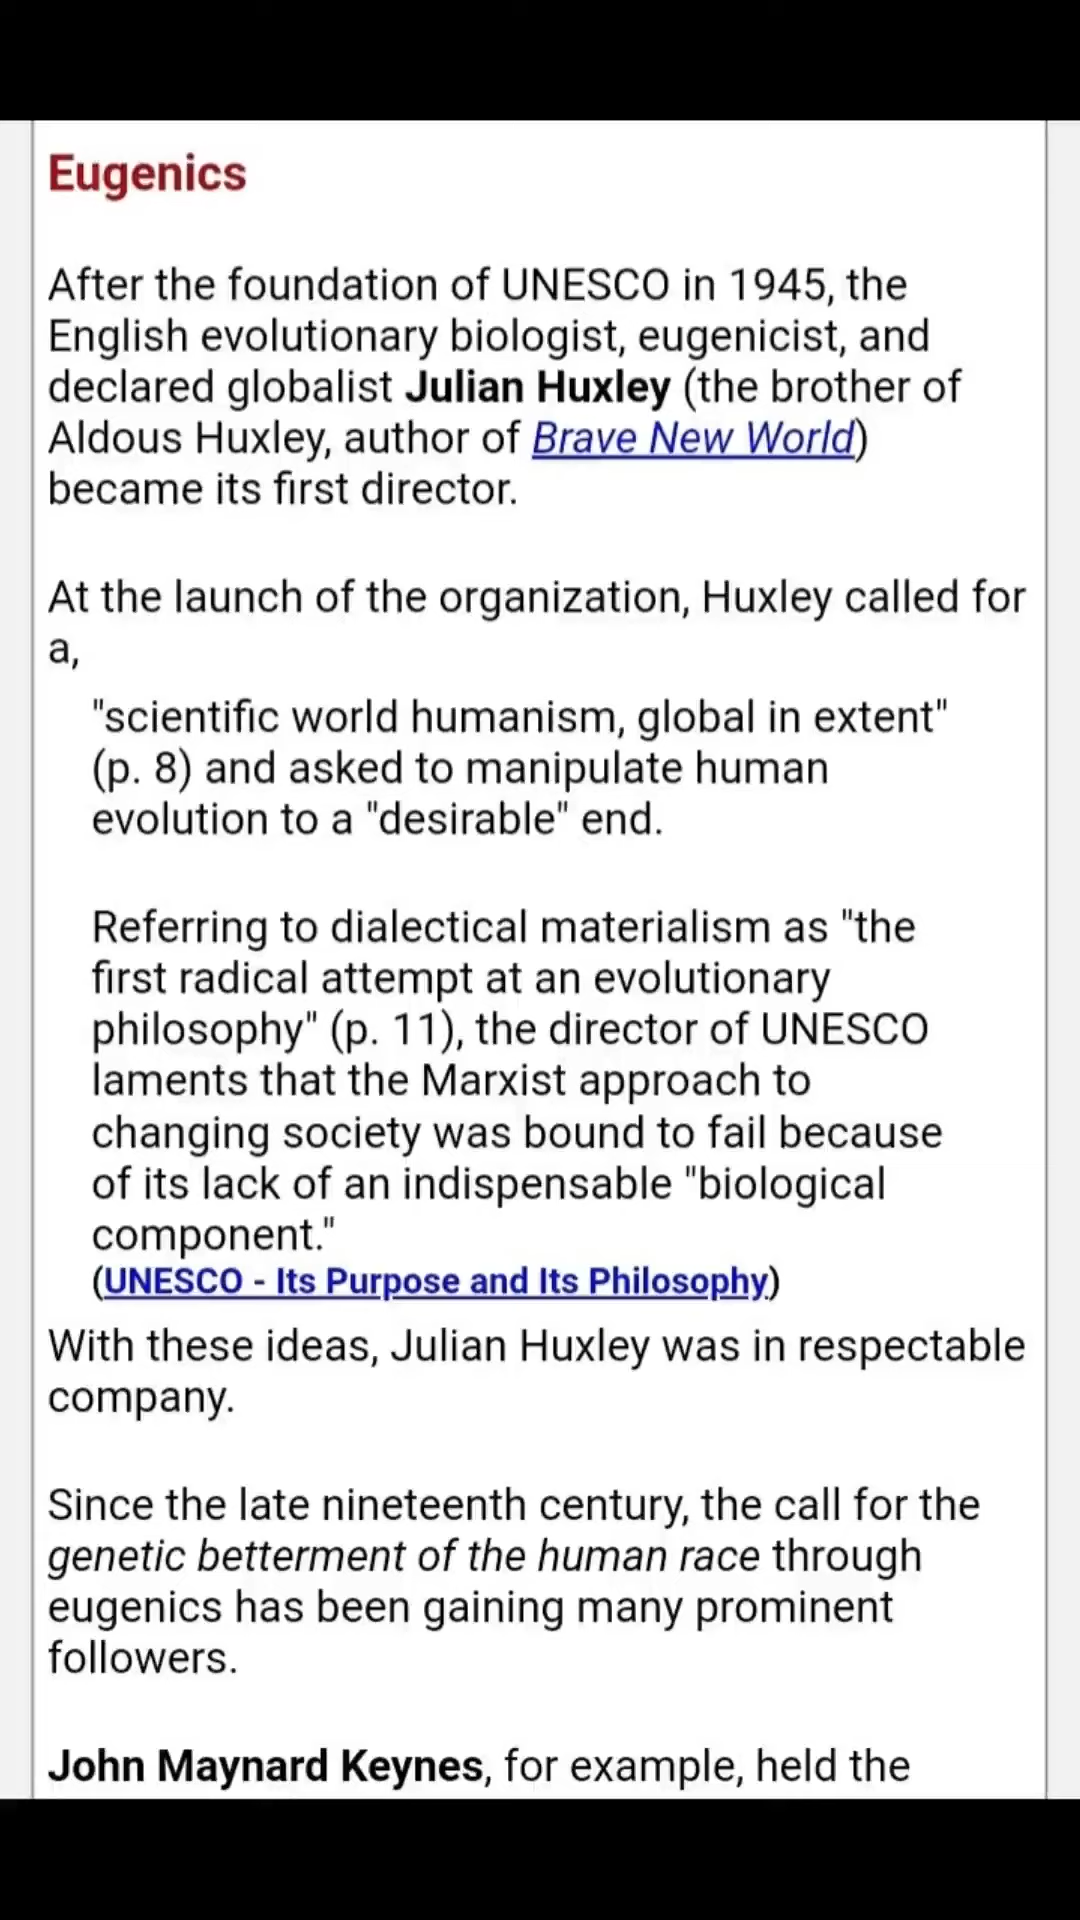 Eugenics
After the foundation of UNESCO in 1945, the
English evolutionary biologist, eugenicist, and
declared globalist Julian Huxley (the brother of
Aldous Huxley, author of Brave New World)
became its first director.
At the launch of the organization, Huxley called for
a,
"scientific world humanism, global in extent"
(p. 8) and asked to manipulate human
evolution to a "desirable" end.
Referring to dialectical materialism as "the
first radical attempt at an evolutionary
philosophy" (p. 11), the director of UNESCO
laments that the Marxist approach to
changing society was bound to fail because
of its lack of an indispensable "biological
component."
(UNESCO - Its Purpose and Its Philosophy)
With these ideas, Julian Huxley was in respectable
company.
Since the late nineteenth century, the call for the
genetic betterment of the human race through
eugenics has been gaining many prominent
followers.
John Maynard Keynes, for example, held the